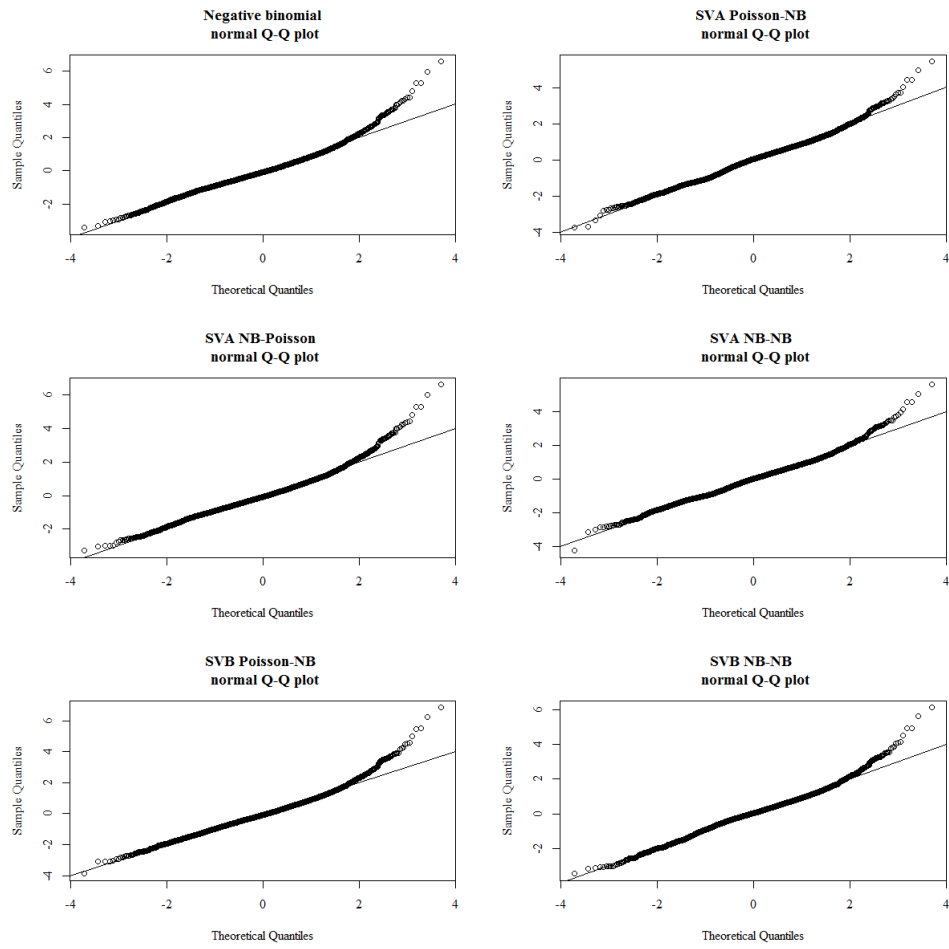 Negative binomial
normal Q-Q plot
Sample Quantiles
6
4
2
0
-2
-4
-2
0
2
4
Theoretical Quantiles
SVA Poisson-NB
normal Q-Q plot
Sample Quantiles
4
2
0
-2
-4
-4
-2
0
2
4
Theoretical Quantiles
SVA NB-Poisson
normal Q-Q plot
Sample Quantiles
6
4
2
0
-2
-4
-2
0
2
4
Theoretical Quantiles
SVA NB-NB
normal Q-Q plot
Sample Quantiles
4
2
0
-2
-4
-4
-2
0
2
4
Theoretical Quantiles
SVB Poisson-NB
normal Q-Q plot
Sample Quantiles
6
4
2
0
-2
-4
-4
-2
0
2
4
Theoretical Quantiles
SVB NB-NB
normal Q-Q plot
Sample Quantiles
6
4
2
0
-2
-4
-2
0
2
4
Theoretical Quantiles